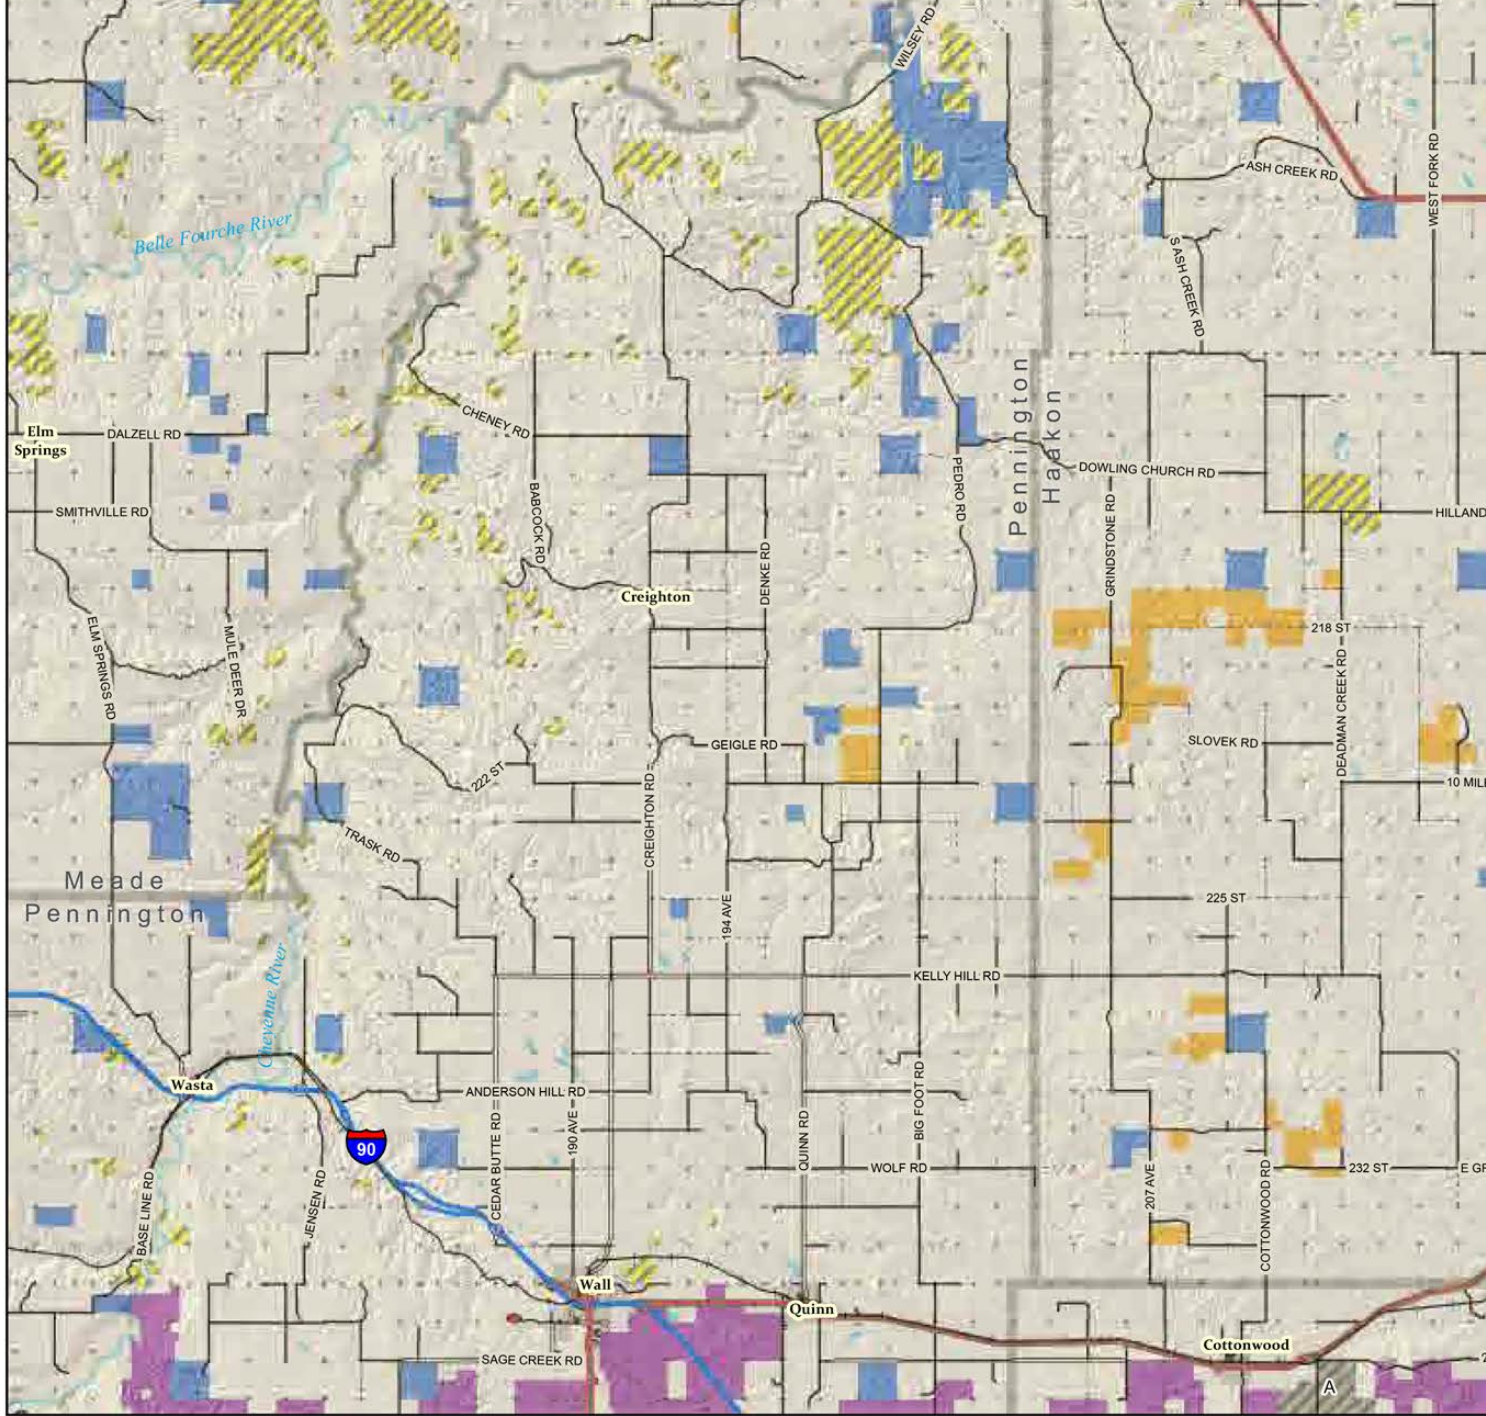 WILSEY RD
WEST FORK RD
ASH CREEK RD
Belle Fourche River
S ASH CREEK RD
CHENEY RD
Elm
Springs
DALZELL RD
Pennington
Haakon
DOWLING CHURCH RD
PEDRO RD
BABCOCK RD
SMITHVILLE RD
GRINDSTONE RD
HILLAND
DENKE RD
Creighton
218 ST
ELM SPRINGS RD
MULE DEER DR
DEADMAN CREEK RD
GEIGLE RD
SLOVEK RD
222 ST
10 MIL
CREIGHTON RD
TRASK RD
Meade
Pennington
225 ST
194 AVE
KELLY HILL RD
Cheyenne River
Wasta
ANDERSON HILL RD
BIG FOOT RD
90
CEDAR BUTTE RD
190 AVE
QUINN RD
WOLF RD
232 ST
E GR
207 AVE
COTTONWOOD RD
BASE LINE RD
JENSEN RD
Wall
Quinn
Cottonwood
SAGE CREEK RD
A